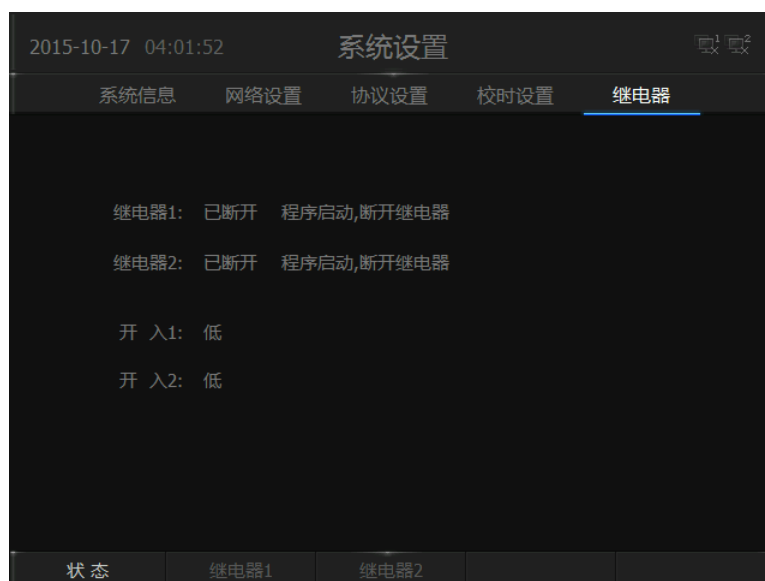 2015-10-17 04:01:52 系统设置 1 2
系统信息 网络设置 协议设置 校时设置 继电器
继电器1: 已断开 程序启动,断开继电器
继电器2: 已断开 程序启动,断开继电器
开 入1: 低
开 入2: 低
状态 继电器1 继电器2